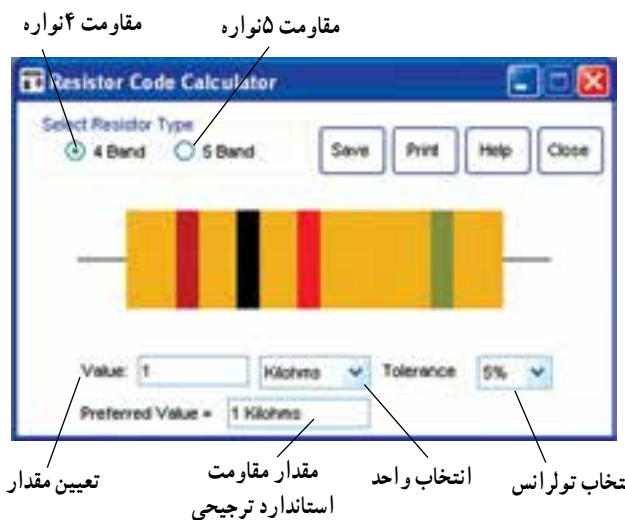 مقاومت ۴نواره
مقاومت ۵نواره
Resistor Code Calculator
Select Resistor Type
4 Band
5 Band
Save
Print
Help
Close
Value: 1
Kilohms
Tolerance
5%
Preferred Value = 1 Kilohms
تعیین مقدار
مقدار مقاومت
استاندارد ترجیحی
انتخاب واحد
تخاب تولرانس